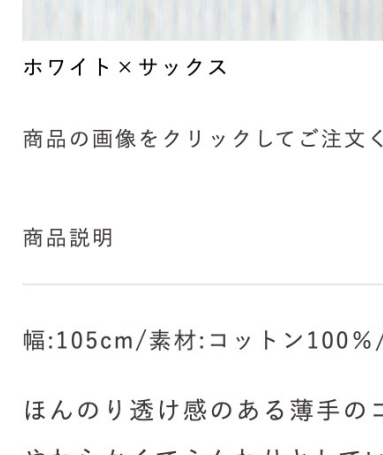 ホワイト×サックス
商品の画像をクリックしてご注文く
商品説明
幅:105cm/素材:コットン100%/
ほんのり透け感のある薄手のコ